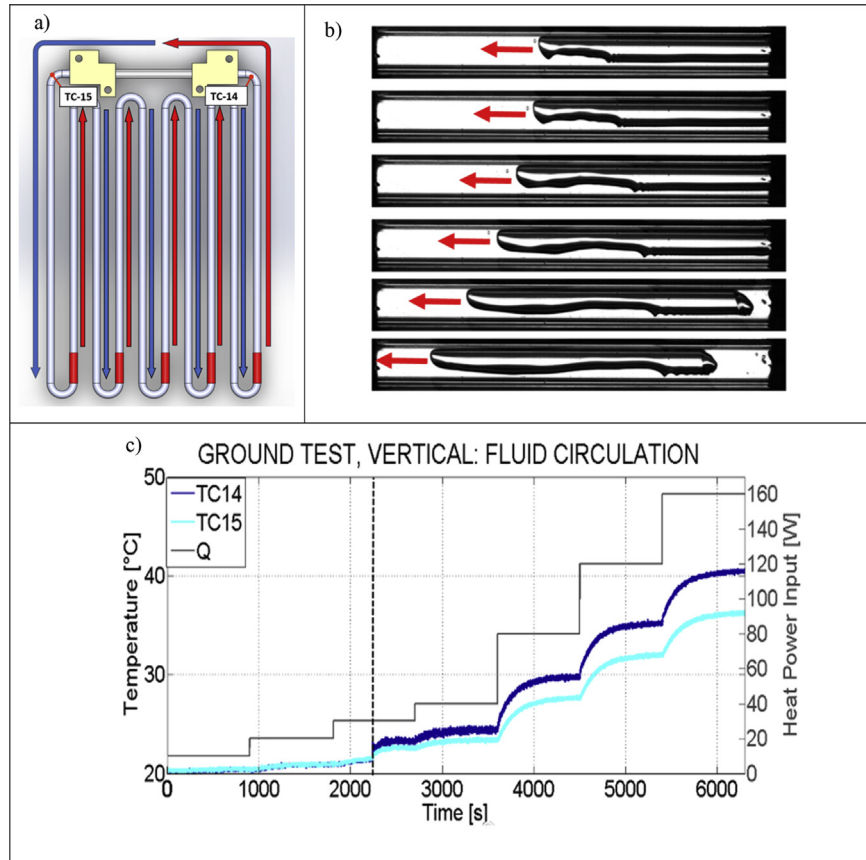 a)
TC-15
TC-14
b)
c)
GROUND TEST, VERTICAL: FLUID CIRCULATION
TC14
TC15
Q
Temperature [°C]
50
40
30
20
Heat Power Input [W]
160
140
120
100
80
60
40
20
0
0 1000 2000 3000 4000 5000 6000
Time [s]